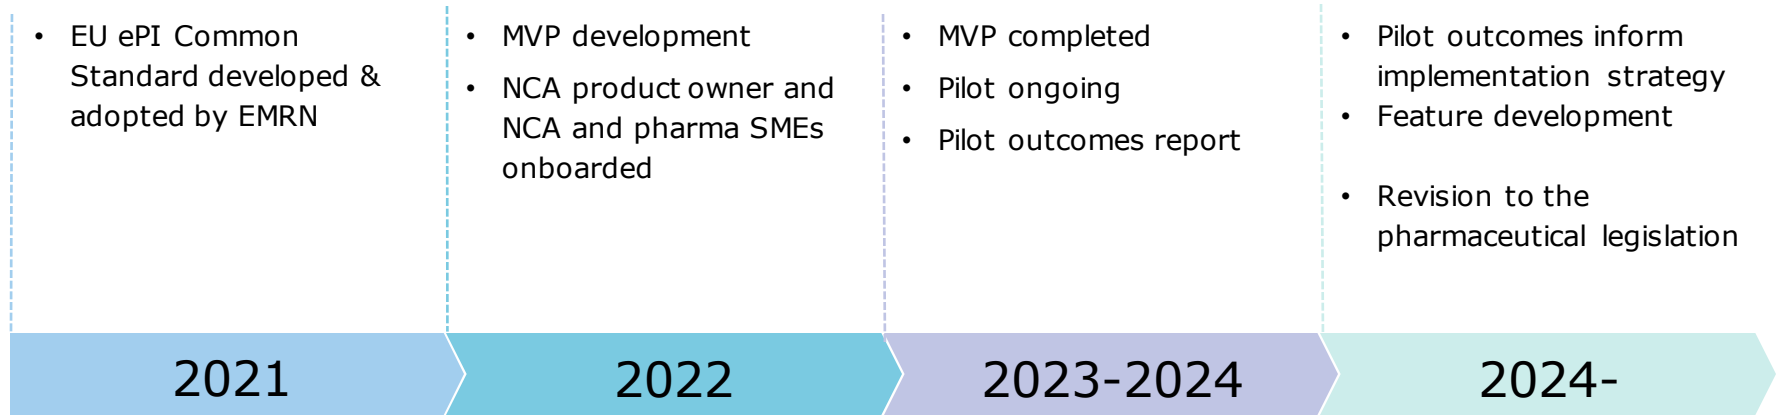 • EU ePI Common
Standard developed &
adopted by EMRN
• MVP development
• NCA product owner and
NCA and pharma SMEs
onboarded
• MVP completed
• Pilot ongoing
• Pilot outcomes report
• Pilot outcomes inform
implementation strategy
• Feature development
• Revision to the
pharmaceutical legislation
2021
2022
2023-2024
2024-